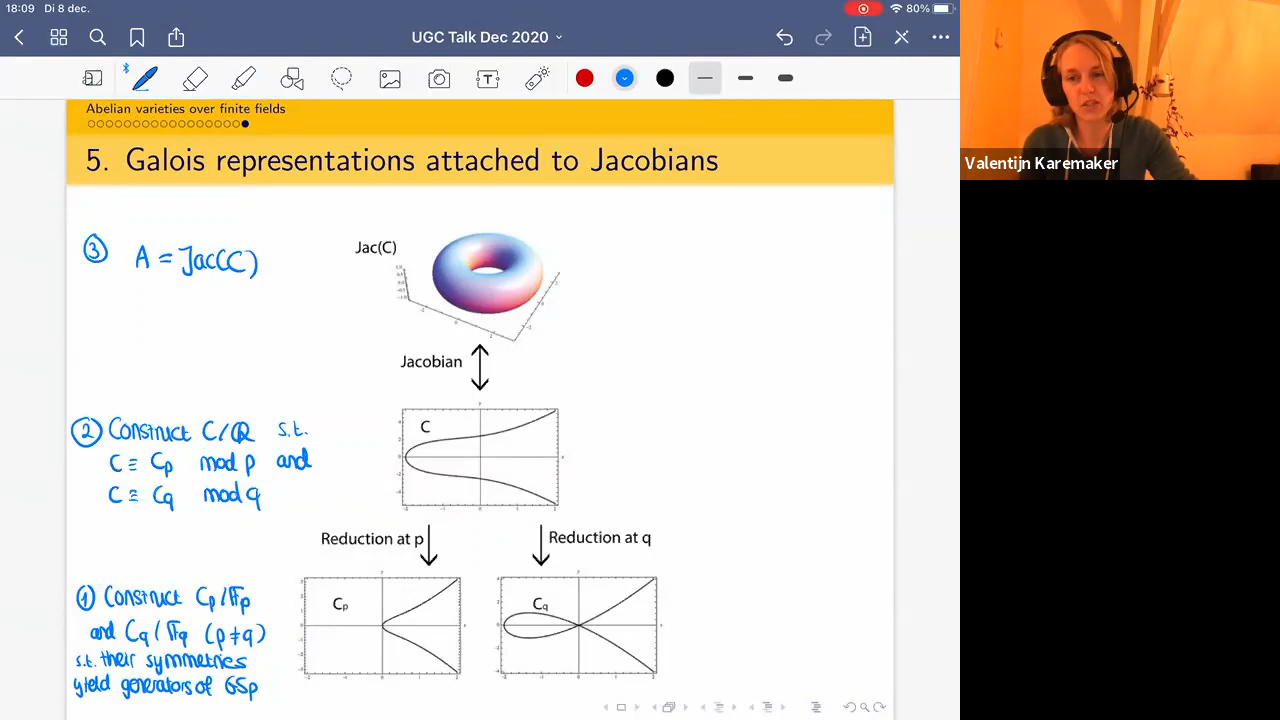 18:09 Di 8 dec.
80%
UGC Talk Dec 2020
Valentijn Karemaker
Abelian varieties over finite fields
5. Galois representations attached to Jacobians
③ A = Jac(C)
Jac(C)
Jacobian
② Construct C/ℚ s.t.
C ≡ Cp mod p and
C ≡ Cq mod q
C
Reduction at p
Reduction at q
① Construct Cp/𝔽p
and Cq/𝔽q (p≠q)
s.t. their symmetries
yield generators of GSp
Cp
Cq